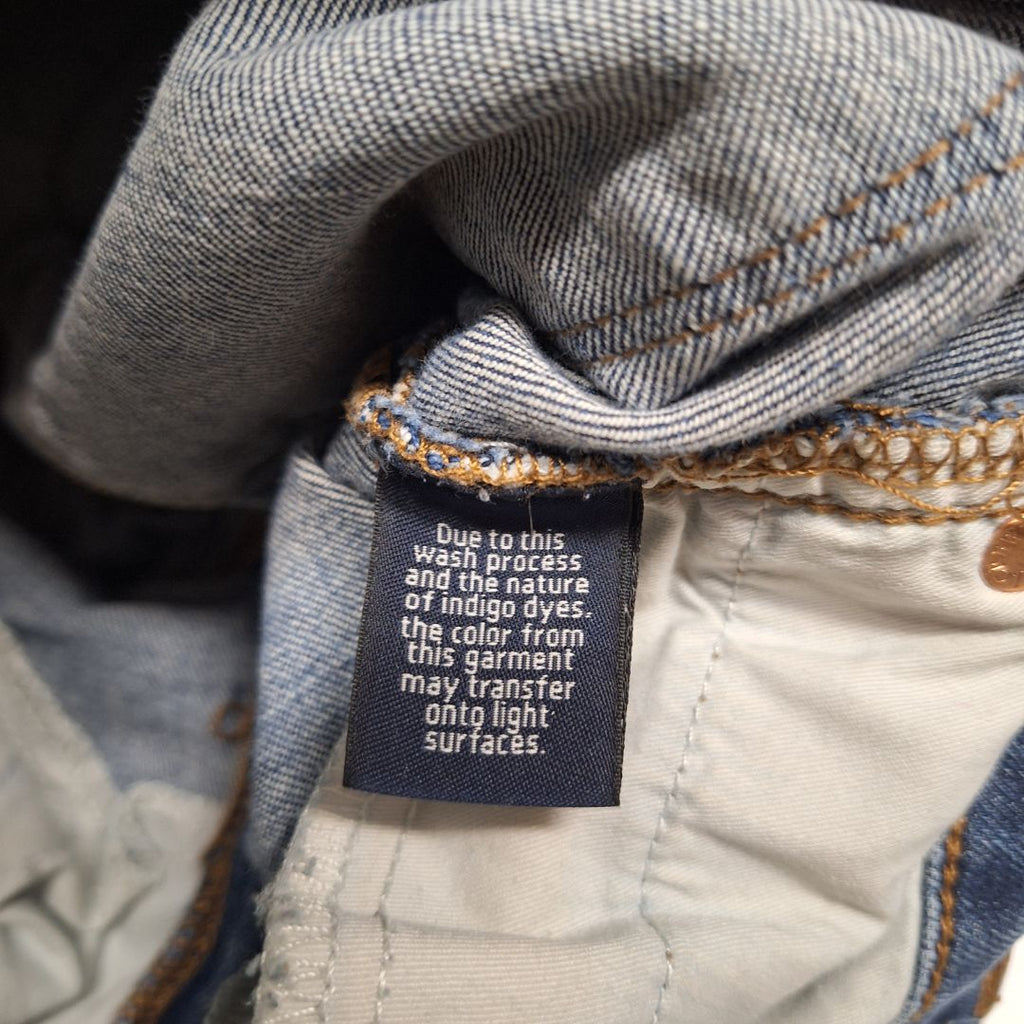 Due to this
wash process
and the nature
of indigo dyes.
the color from
this garment
may transfer
onto light
surfaces.